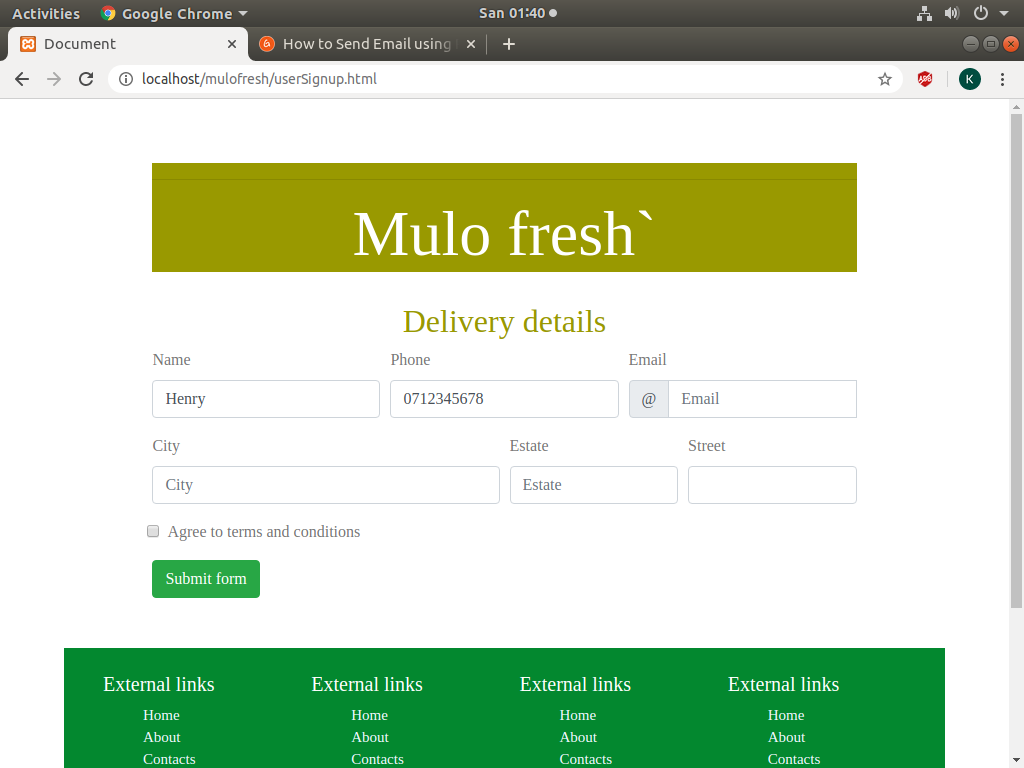 Activities Google Chrome San 01:40
Document How to Send Email using
localhost/mulofresh/userSignup.html ABP K
Mulo fresh`
Delivery details
Name Phone Email
Henry 0712345678 @ Email
City Estate Street
City Estate
Agree to terms and conditions
Submit form
External links External links External links External links
Home Home Home Home
About About About About
Contacts Contacts Contacts Contacts